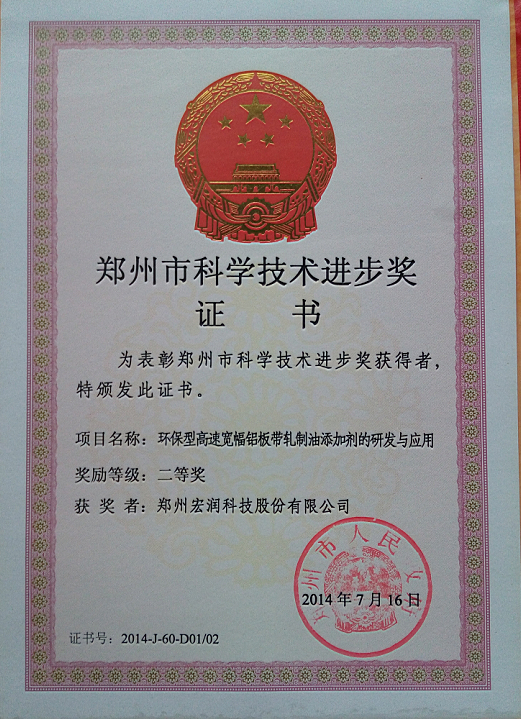 郑州市科学技术进步奖
证 书
为表彰郑州市科学技术进步奖获得者，
特颁发此证书。
项目名称：环保型高速宽幅铝板带轧制油添加剂的研发与应用
奖励等级：二等奖
获 奖 者：郑州宏润科技股份有限公司
州市人民
2014年7月16日
证书号：2014-J-60-D01/02